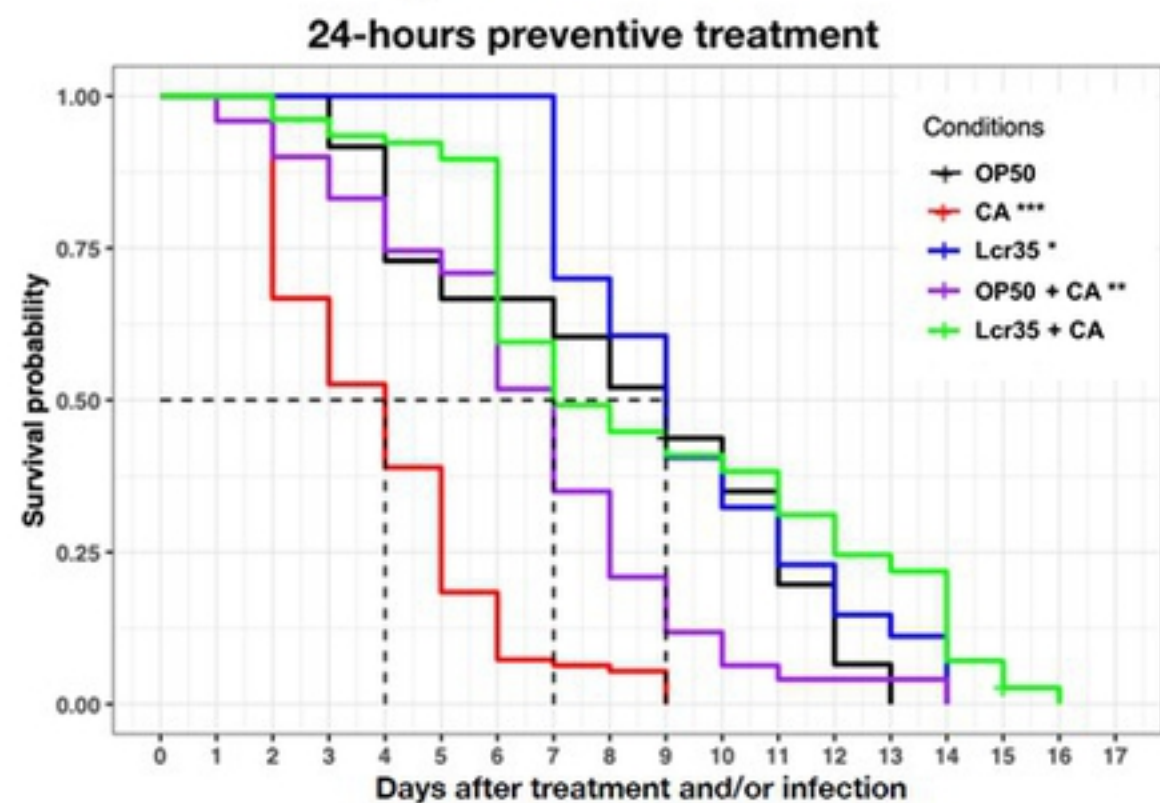 24-hours preventive treatment
Survival probability
1.00
0.75
0.50
0.25
0.00
Conditions
OP50
CA ***
Lcr35 *
OP50 + CA **
Lcr35 + CA
0 1 2 3 4 5 6 7 8 9 10 11 12 13 14 15 16 17
Days after treatment and/or infection